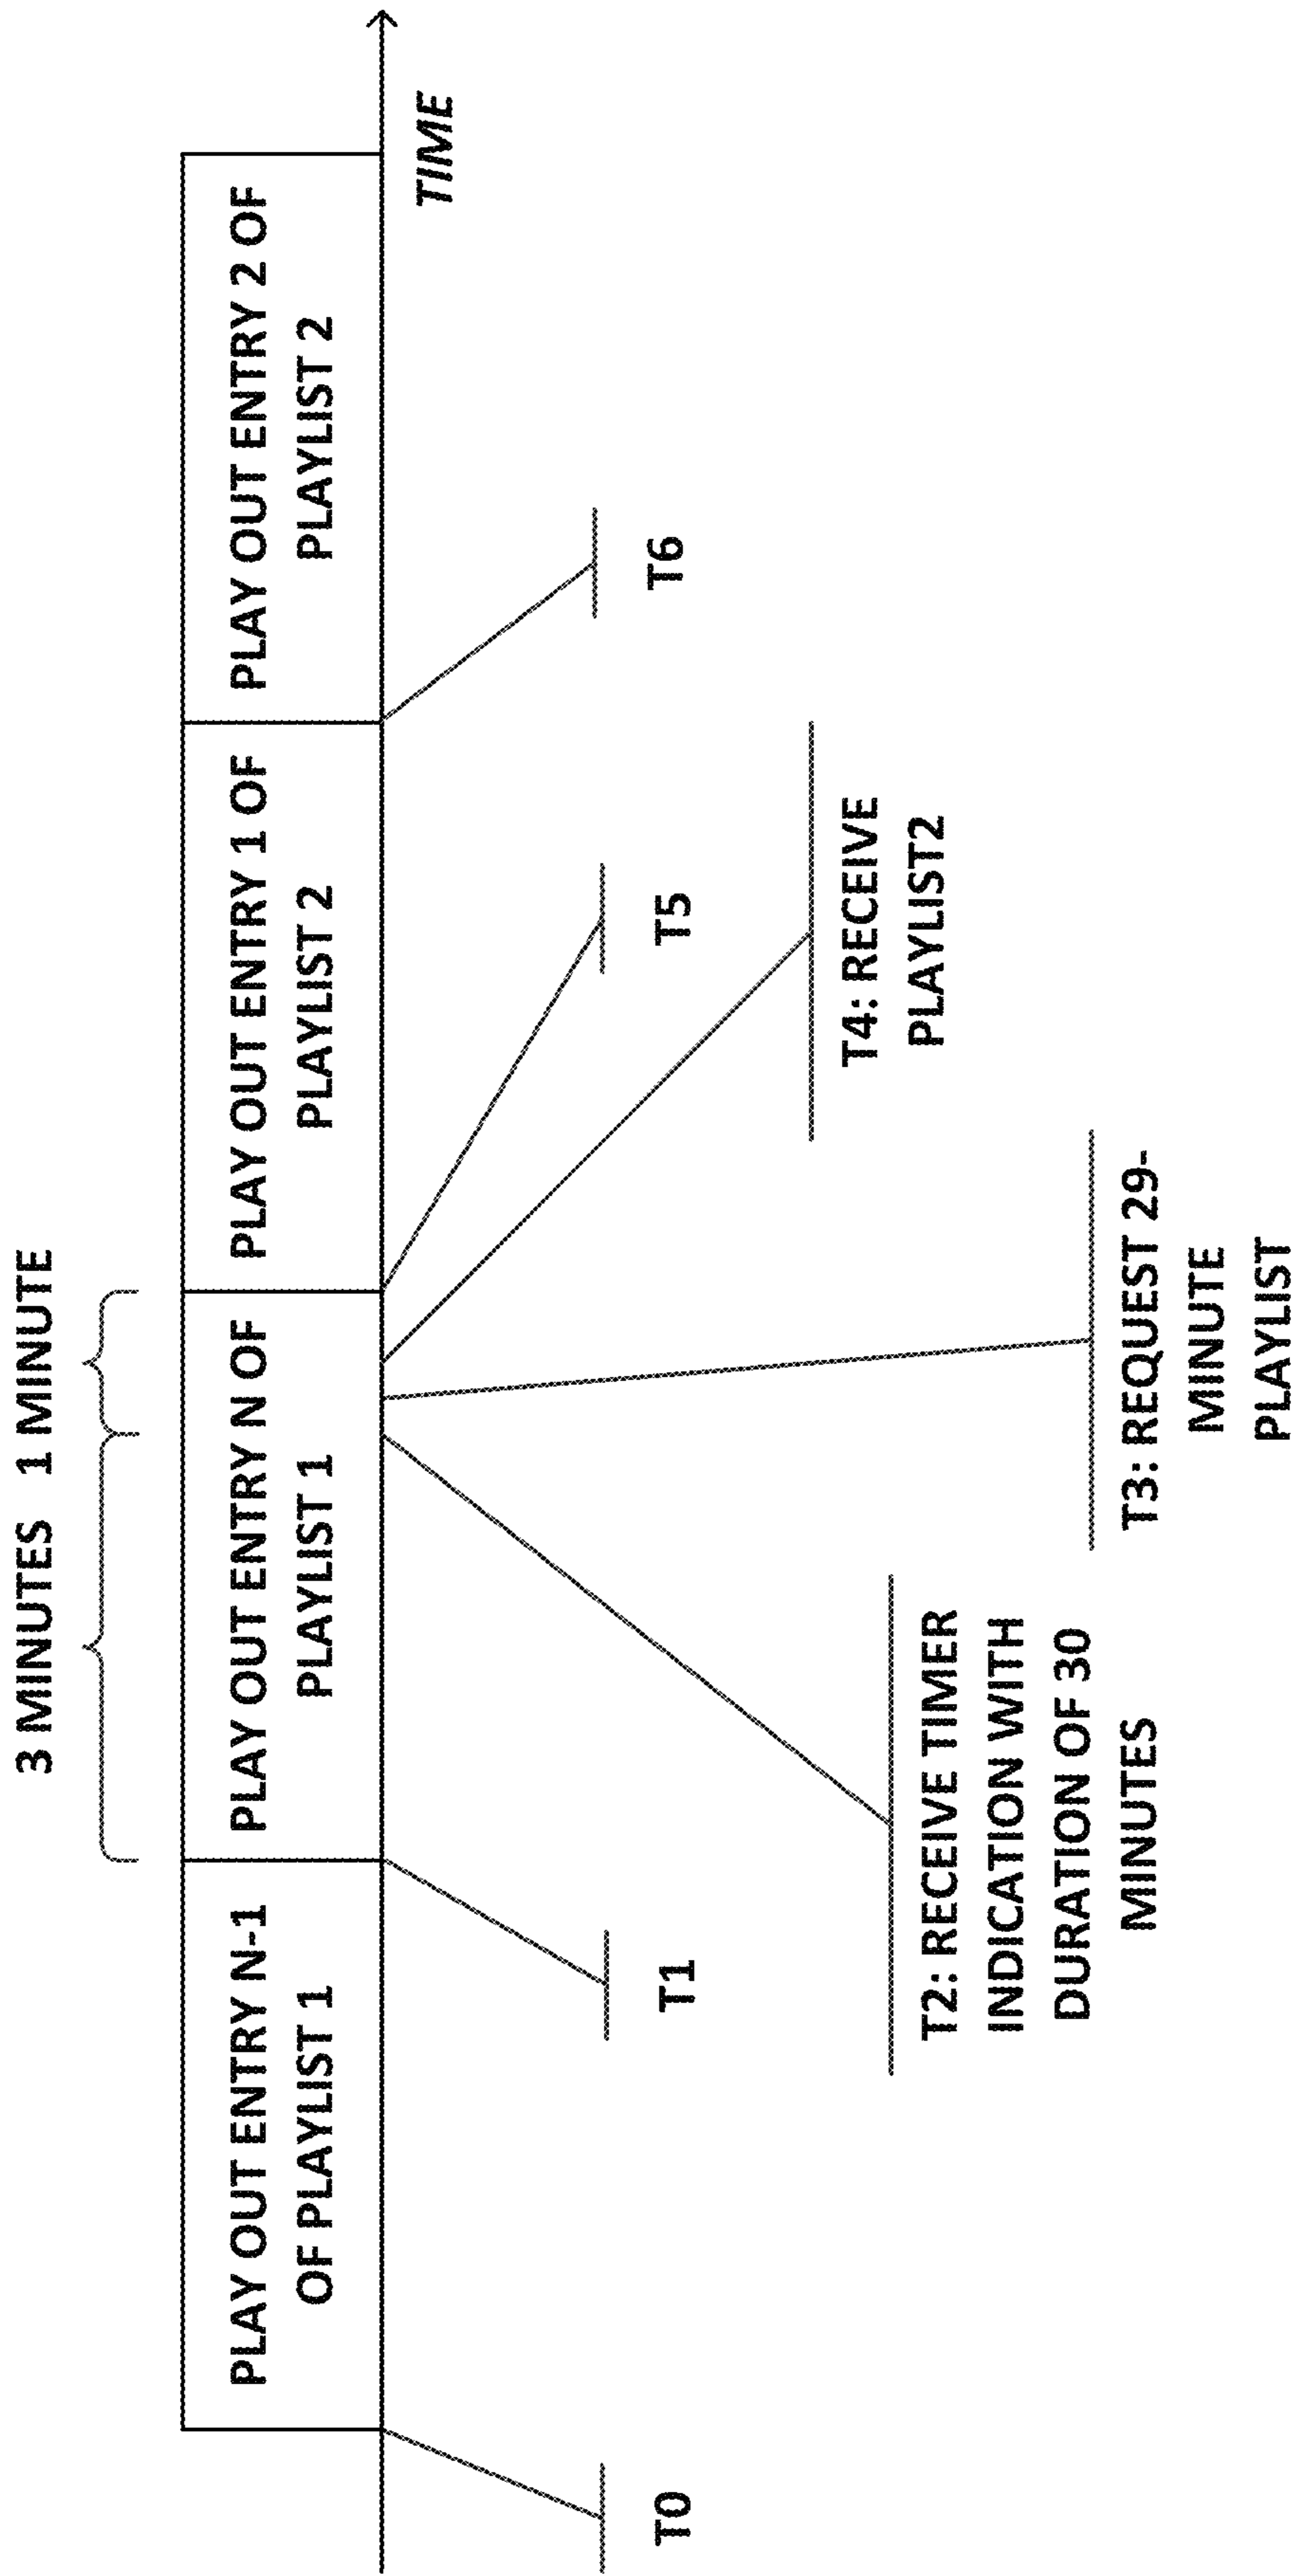 3 MINUTES 1 MINUTE
PLAY OUT ENTRY N-1
OF PLAYLIST 1
PLAY OUT ENTRY N OF
PLAYLIST 1
PLAY OUT ENTRY 1 OF
PLAYLIST 2
PLAY OUT ENTRY 2 OF
PLAYLIST 2
TIME
T0
T1
T2: RECEIVE TIMER
INDICATION WITH
DURATION OF 30
MINUTES
T3: REQUEST 29-
MINUTE
PLAYLIST
T4: RECEIVE
PLAYLIST2
T5
T6